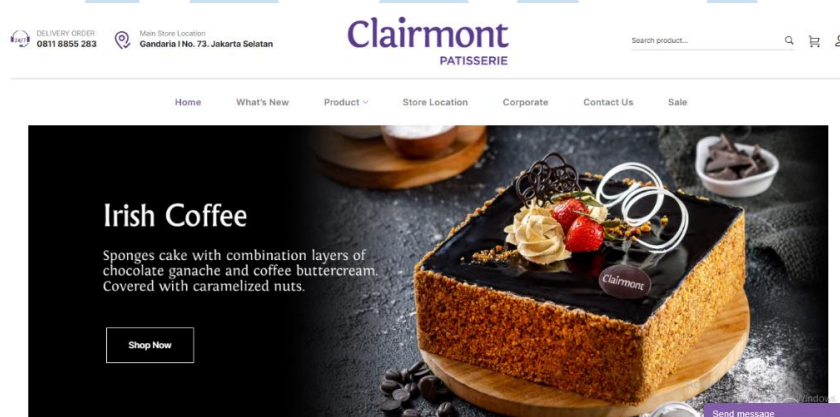 24/7
DELIVERY ORDER
0811 8855 283
Main Store Location
Gandaria I No. 73. Jakarta Selatan
Clairmont
PATISSERIE
Search product...
Home What's New Product Store Location Corporate Contact Us Sale
Irish Coffee
Sponges cake with combination layers of
chocolate ganache and coffee buttercream.
Covered with caramelized nuts.
Shop Now
Clairmont
Send message